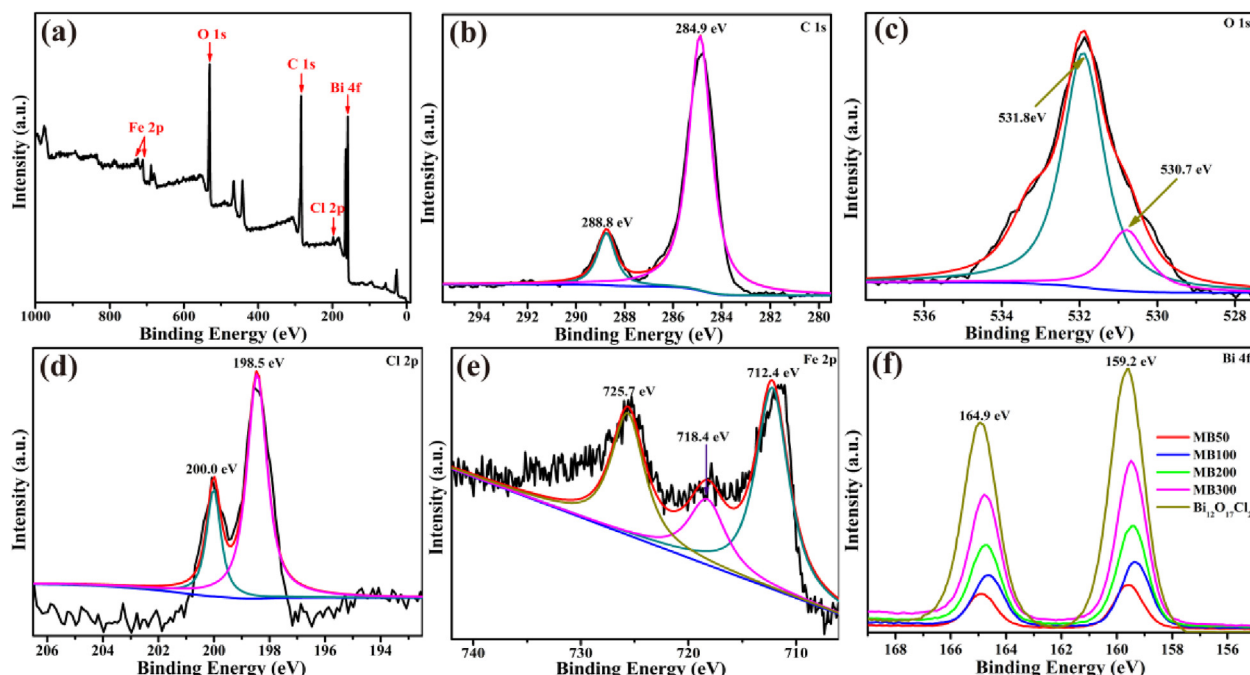 (a)
O 1s
C 1s
Bi 4f
Fe 2p
Cl 2p
Intensity (a.u.)
1000 800 600 400 200 0
Binding Energy (eV)
(b)
284.9 eV
C 1s
288.8 eV
Intensity (a.u.)
294 292 290 288 286 284 282 280
Binding Energy (eV)
(c)
O 1s
531.8eV
530.7 eV
Intensity (a.u.)
536 534 532 530 528
Binding Energy (eV)
(d)
198.5 eV
Cl 2p
200.0 eV
Intensity (a.u.)
206 204 202 200 198 196 194
Binding Energy (eV)
(e)
Fe 2p
712.4 eV
725.7 eV
718.4 eV
Intensity (a.u.)
740 730 720 710
Binding Energy (eV)
(f)
159.2 eV
Bi 4f
164.9 eV
MB50
MB100
MB200
MB300
Bi₁₂O₁₇Cl₂
Intensity (a.u.)
168 166 164 162 160 158 156
Binding Energy (eV)